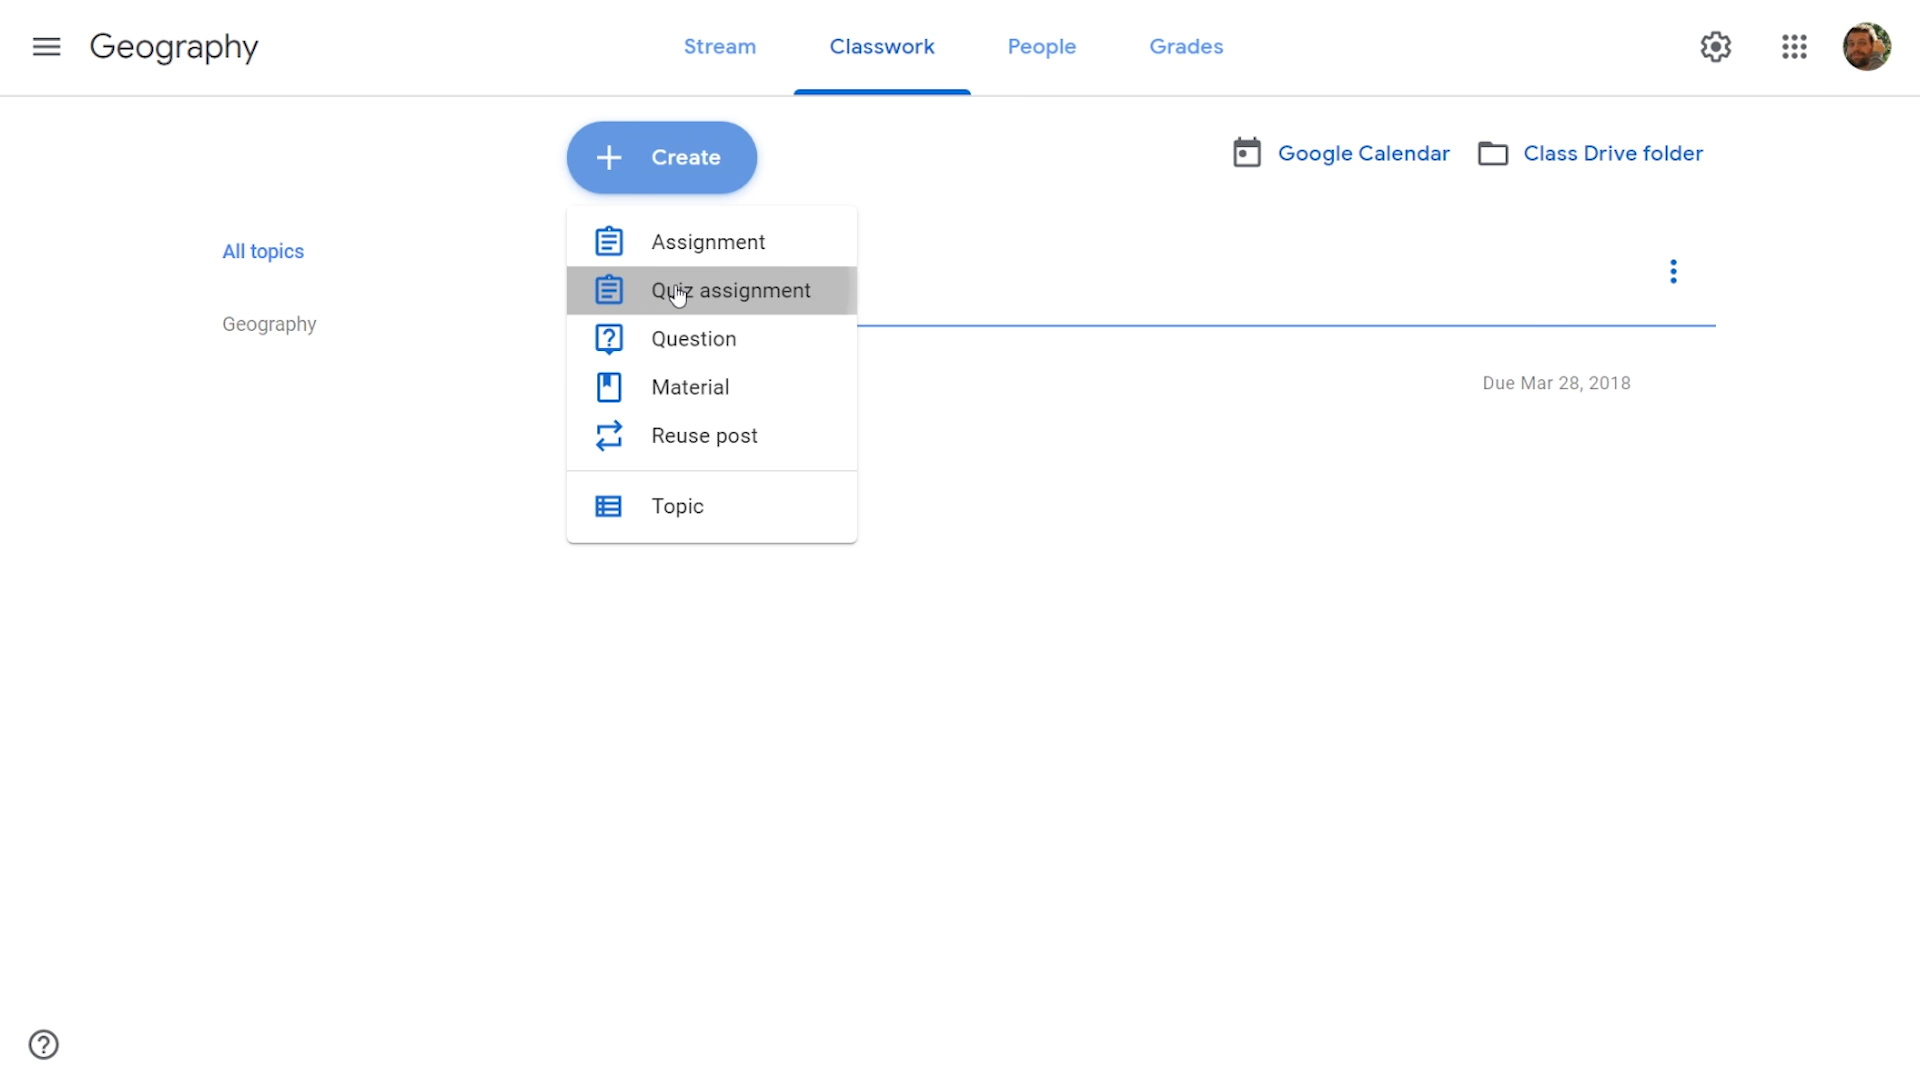 Geography
Stream
Classwork
People
Grades
Create
Google Calendar
Class Drive folder
All topics
Geography
Assignment
Quiz assignment
Question
Material
Reuse post
Topic
Due Mar 28, 2018